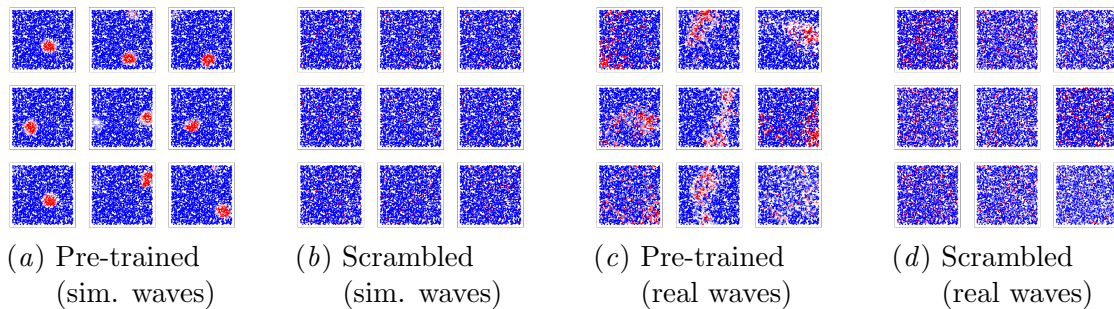 (a) Pre-trained
(sim. waves)
(b) Scrambled
(sim. waves)
(c) Pre-trained
(real waves)
(d) Scrambled
(real waves)